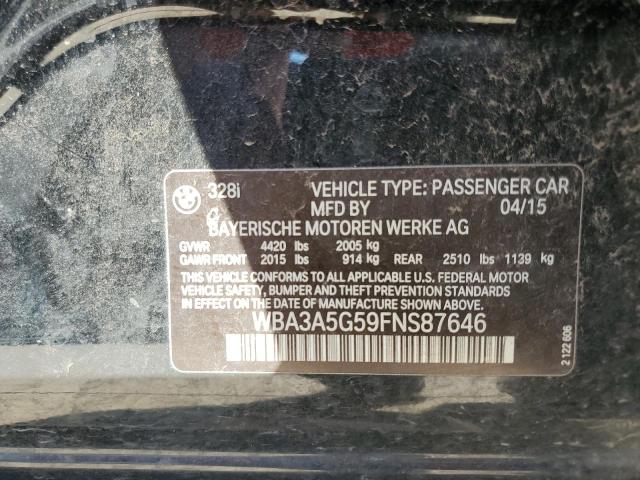 328i VEHICLE TYPE: PASSENGER CAR
MFD BY 04/15
BAYERISCHE MOTOREN WERKE AG
GVWR 4420 lbs 2005 kg
GAWR FRONT 2015 lbs 914 kg REAR 2510 lbs 1139 kg
THIS VEHICLE CONFORMS TO ALL APPLICABLE U.S. FEDERAL MOTOR
VEHICLE SAFETY, BUMPER AND THEFT PREVENTION STANDARDS
IN EFFECT ON THE DATE OF MANUFACTURE SHOWN ABOVE.
WBA3A5G59FNS87646
2 122 606